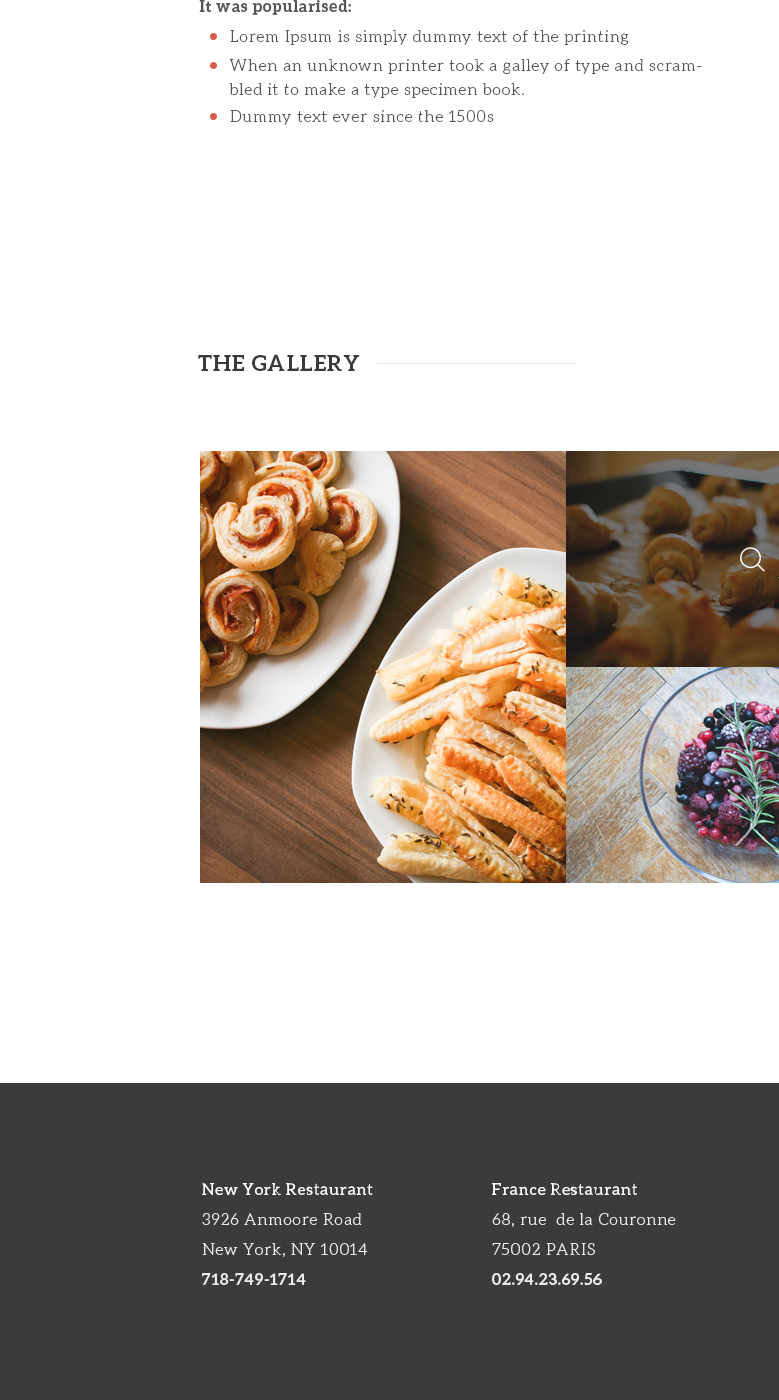 It was popularised:
Lorem Ipsum is simply dummy text of the printing
When an unknown printer took a galley of type and scram-
bled it to make a type specimen book.
Dummy text ever since the 1500s
THE GALLERY
New York Restaurant
3926 Anmoore Road
New York, NY 10014
718-749-1714
France Restaurant
68, rue  de la Couronne
75002 PARIS
02.94.23.69.56